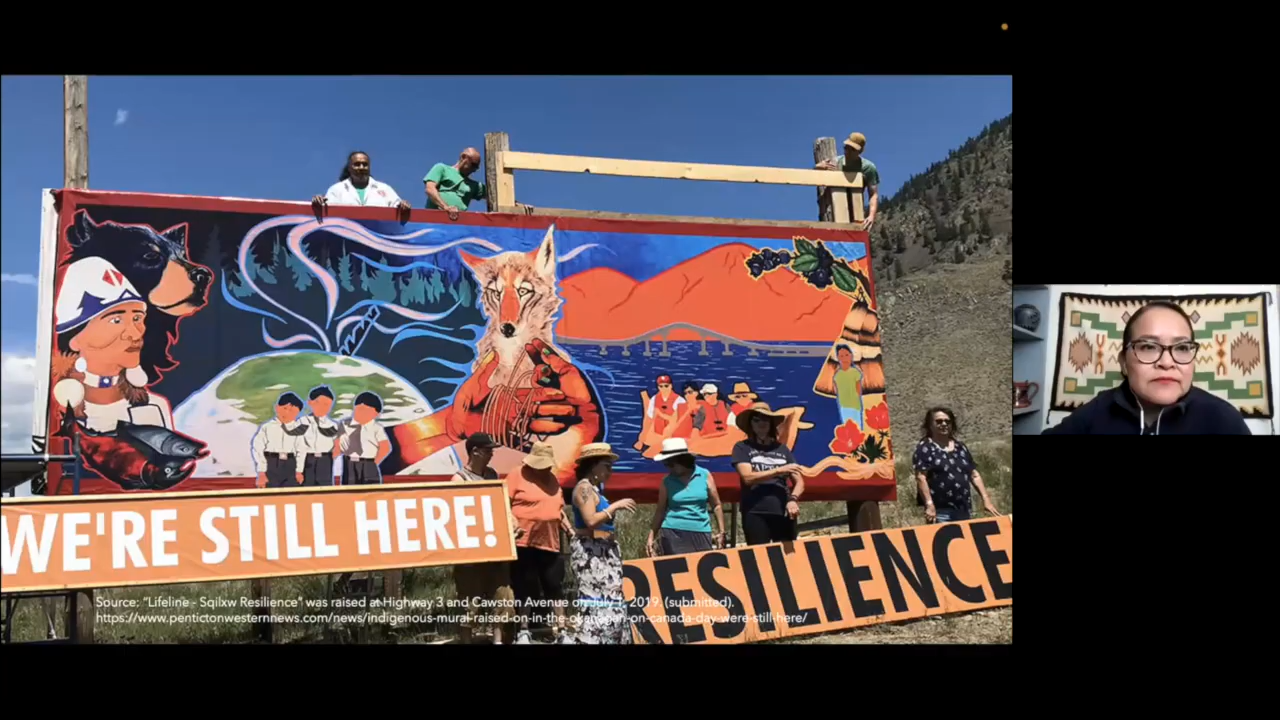 WE'RE STILL HERE!
RESILIENCE
Source: “Lifeline - Sqilxw Resilience" was raised at Highway 3 and Cawston Avenue on July 1, 2019. (submitted).
https://www.pentictonwesternnews.com/news/indigenous-mural-raised-on-in-the-okanagan-on-canada-day-were-still-here/